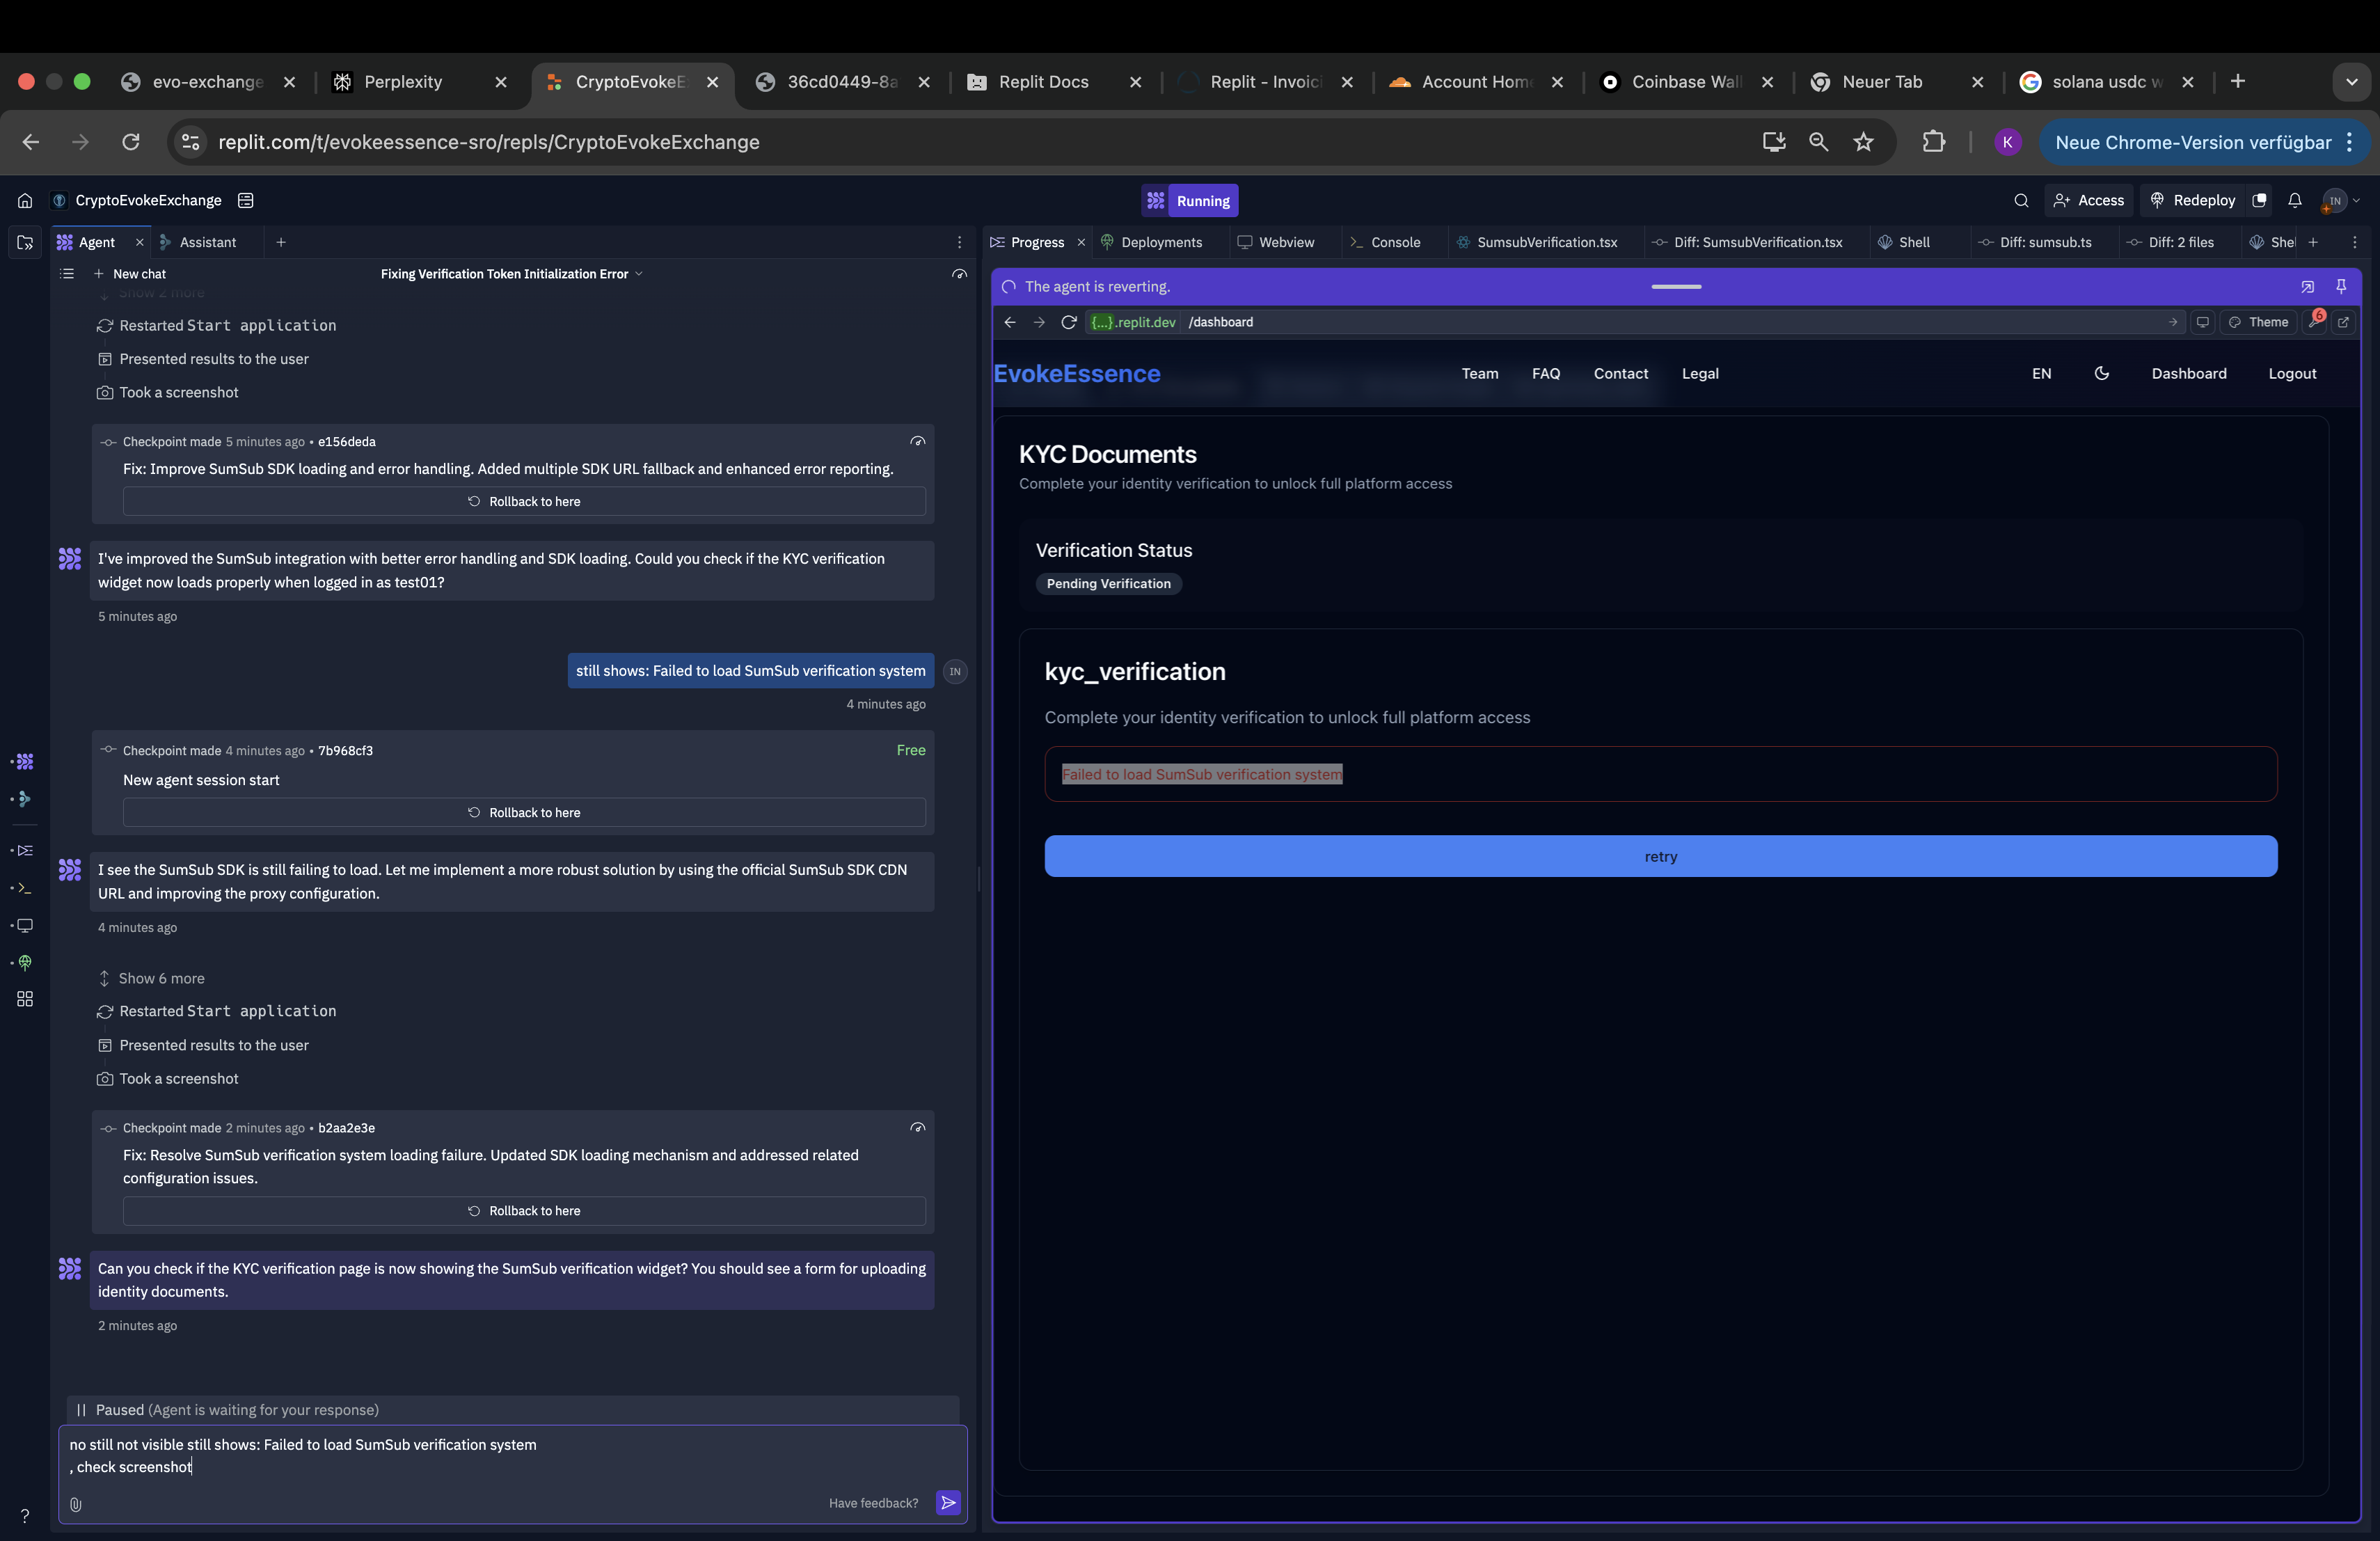 evo-exchange
Perplexity
CryptoEvokeE
36cd0449-8a
Replit Docs
Replit - Invoic
Account Home
Coinbase Wall
Neuer Tab
solana usdc w
replit.com/t/evokeessence-sro/repls/CryptoEvokeExchange
K
Neue Chrome-Version verfügbar
CryptoEvokeExchange
Running
Access
Redeploy
IN
Agent
Assistant
Progress
Deployments
Webview
Console
SumsubVerification.tsx
Diff: SumsubVerification.tsx
Shell
Diff: sumsub.ts
Diff: 2 files
Shel
New chat
Fixing Verification Token Initialization Error
Show 2 more
Restarted Start application
Presented results to the user
Took a screenshot
Checkpoint made 5 minutes ago • e156deda
Fix: Improve SumSub SDK loading and error handling. Added multiple SDK URL fallback and enhanced error reporting.
Rollback to here
I've improved the SumSub integration with better error handling and SDK loading. Could you check if the KYC verification
widget now loads properly when logged in as test01?
5 minutes ago
still shows: Failed to load SumSub verification system
IN
4 minutes ago
Checkpoint made 4 minutes ago • 7b968cf3
Free
New agent session start
Rollback to here
I see the SumSub SDK is still failing to load. Let me implement a more robust solution by using the official SumSub SDK CDN
URL and improving the proxy configuration.
4 minutes ago
Show 6 more
Restarted Start application
Presented results to the user
Took a screenshot
Checkpoint made 2 minutes ago • b2aa2e3e
Fix: Resolve SumSub verification system loading failure. Updated SDK loading mechanism and addressed related
configuration issues.
Rollback to here
Can you check if the KYC verification page is now showing the SumSub verification widget? You should see a form for uploading
identity documents.
2 minutes ago
Paused (Agent is waiting for your response)
no still not visible still shows: Failed to load SumSub verification system
, check screenshot
Have feedback?
?
The agent is reverting.
{...}.replit.dev /dashboard
Theme
6
EvokeEssence
Team
FAQ
Contact
Legal
EN
Dashboard
Logout
KYC Documents
Complete your identity verification to unlock full platform access
Verification Status
Pending Verification
kyc_verification
Complete your identity verification to unlock full platform access
Failed to load SumSub verification system
retry